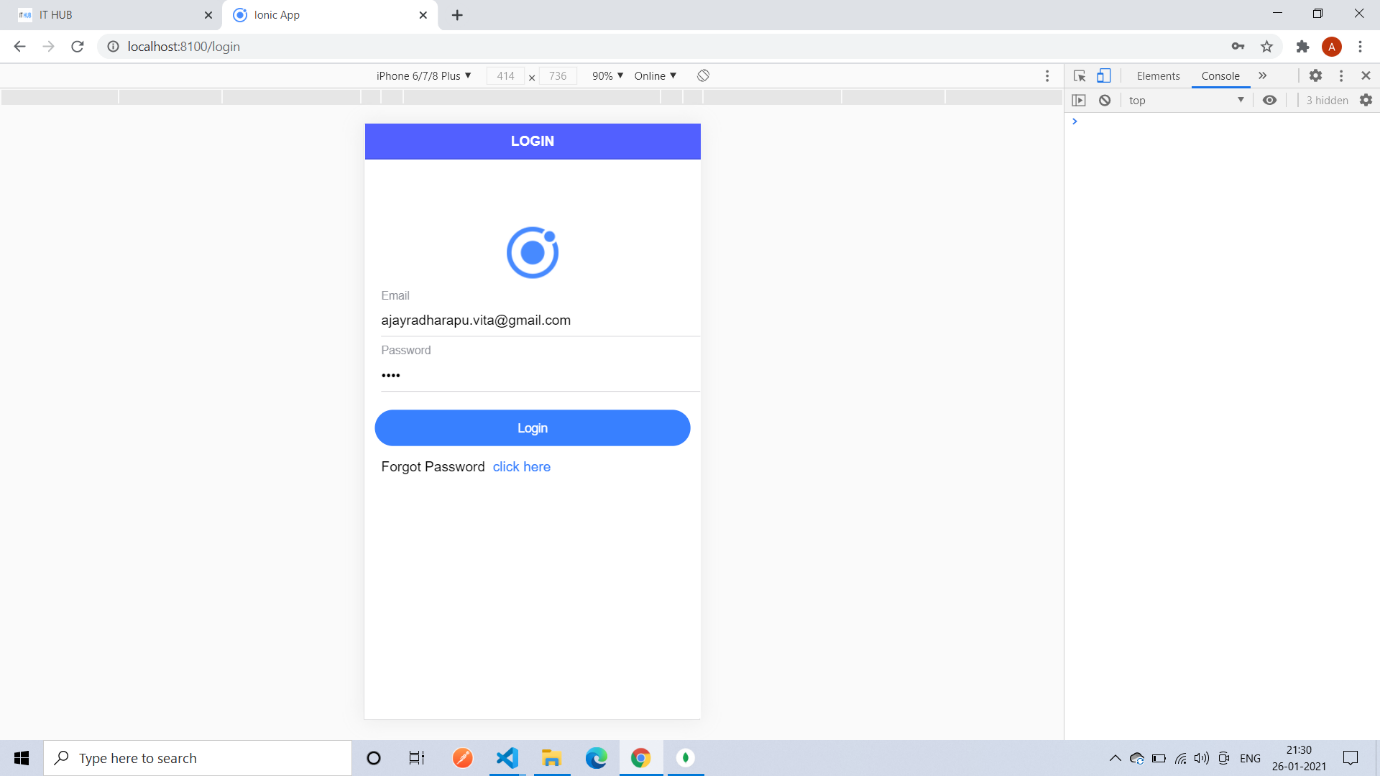 IT HUB
Ionic App
localhost:8100/login
A
iPhone 6/7/8 Plus 414 x 736 90% Online
Elements Console
top 3 hidden
LOGIN
Email
ajayradharapu.vita@gmail.com
Password
••••
Login
Forgot Password click here
Type here to search
ENG
21:30
26-01-2021